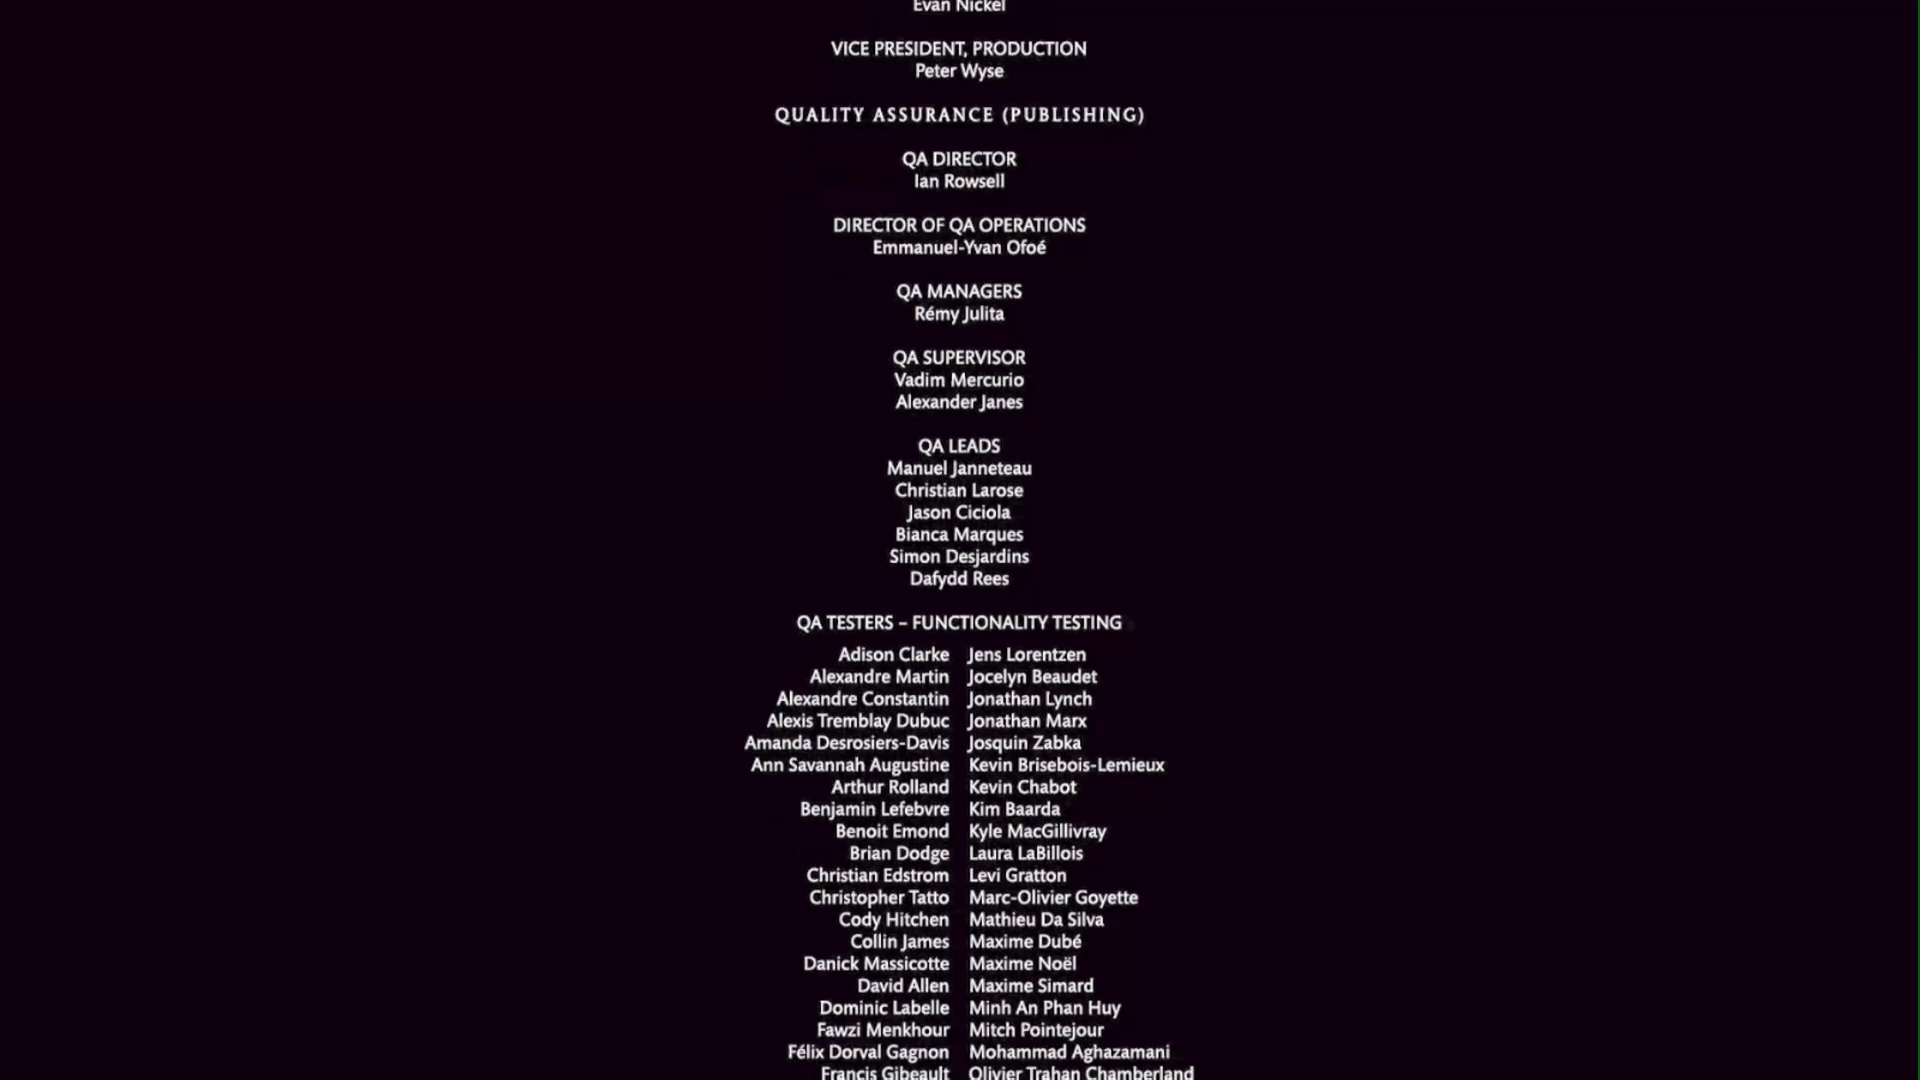 Evan Nickel
VICE PRESIDENT, PRODUCTION
Peter Wyse
QUALITY ASSURANCE (PUBLISHING)
QA DIRECTOR
Ian Rowsell
DIRECTOR OF QA OPERATIONS
Emmanuel-Yvan Ofoé
QA MANAGERS
Rémy Julita
QA SUPERVISOR
Vadim Mercurio
Alexander Janes
QA LEADS
Manuel Janneteau
Christian Larose
Jason Ciciola
Bianca Marques
Simon Desjardins
Dafydd Rees
QA TESTERS – FUNCTIONALITY TESTING
Adison Clarke Jens Lorentzen
Alexandre Martin Jocelyn Beaudet
Alexandre Constantin Jonathan Lynch
Alexis Tremblay Dubuc Jonathan Marx
Amanda Desrosiers-Davis Josquin Zabka
Ann Savannah Augustine Kevin Brisebois-Lemieux
Arthur Rolland Kevin Chabot
Benjamin Lefebvre Kim Baarda
Benoit Emond Kyle MacGillivray
Brian Dodge Laura LaBillois
Christian Edstrom Levi Gratton
Christopher Tatto Marc-Olivier Goyette
Cody Hitchen Mathieu Da Silva
Collin James Maxime Dubé
Danick Massicotte Maxime Noël
David Allen Maxime Simard
Dominic Labelle Minh An Phan Huy
Fawzi Menkhour Mitch Pointejour
Félix Dorval Gagnon Mohammad Aghazamani
Francis Gibeault Olivier Trahan Chamberland